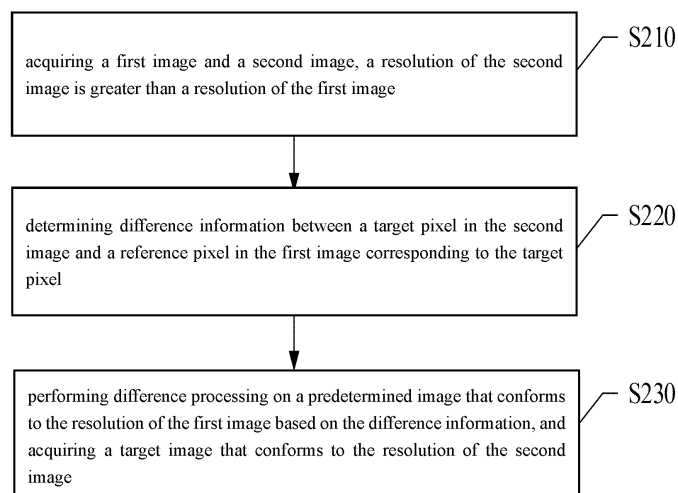 S210
acquiring a first image and a second image, a resolution of the second
image is greater than a resolution of the first image
S220
determining difference information between a target pixel in the second
image and a reference pixel in the first image corresponding to the target
pixel
S230
performing difference processing on a predetermined image that conforms
to the resolution of the first image based on the difference information, and
acquiring a target image that conforms to the resolution of the second
image